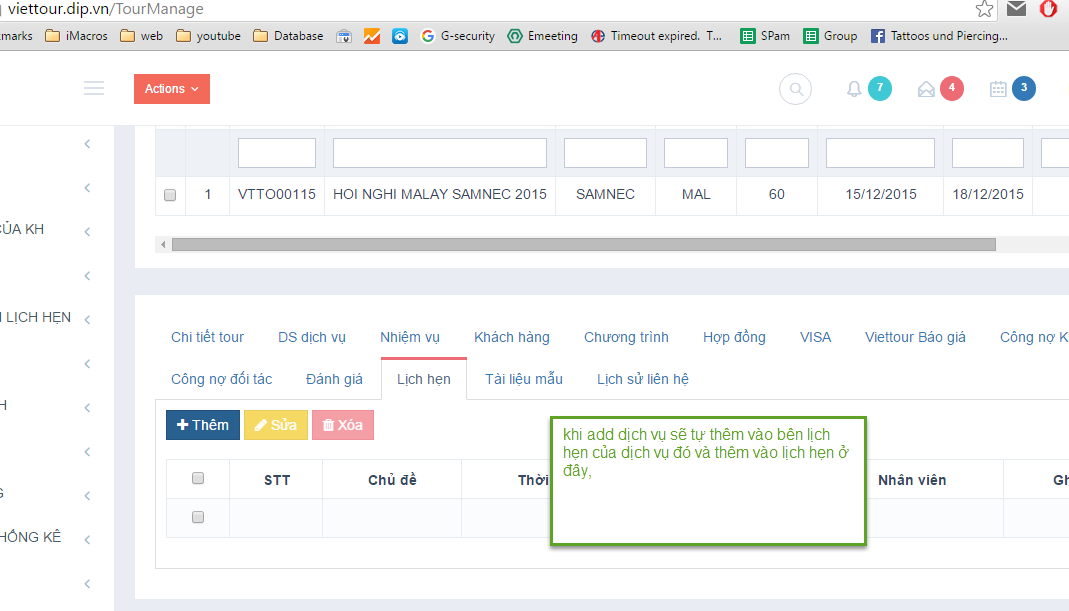 viettour.dip.vn/TourManage
kmarks iMacros web youtube Database G-security Emeeting Timeout expired. T... SPam Group Tattoos und Piercing...
Actions 7 4 3
1 VTTO00115 HOI NGHI MALAY SAMNEC 2015 SAMNEC MAL 60 15/12/2015 18/12/2015
CỦA KH
LỊCH HẸN
H
G
HỐNG KÊ
Chi tiết tour DS dịch vụ Nhiệm vụ Khách hàng Chương trình Hợp đồng VISA Viettour Báo giá Công nợ K
Công nợ đối tác Đánh giá Lịch hẹn Tài liệu mẫu Lịch sử liên hệ
Thêm Sửa Xóa
khi add dịch vụ sẽ tự thêm vào bên lịch
hẹn của dịch vụ đó và thêm vào lịch hẹn ở
đây,
STT Chủ đề Thời Nhân viên Gh